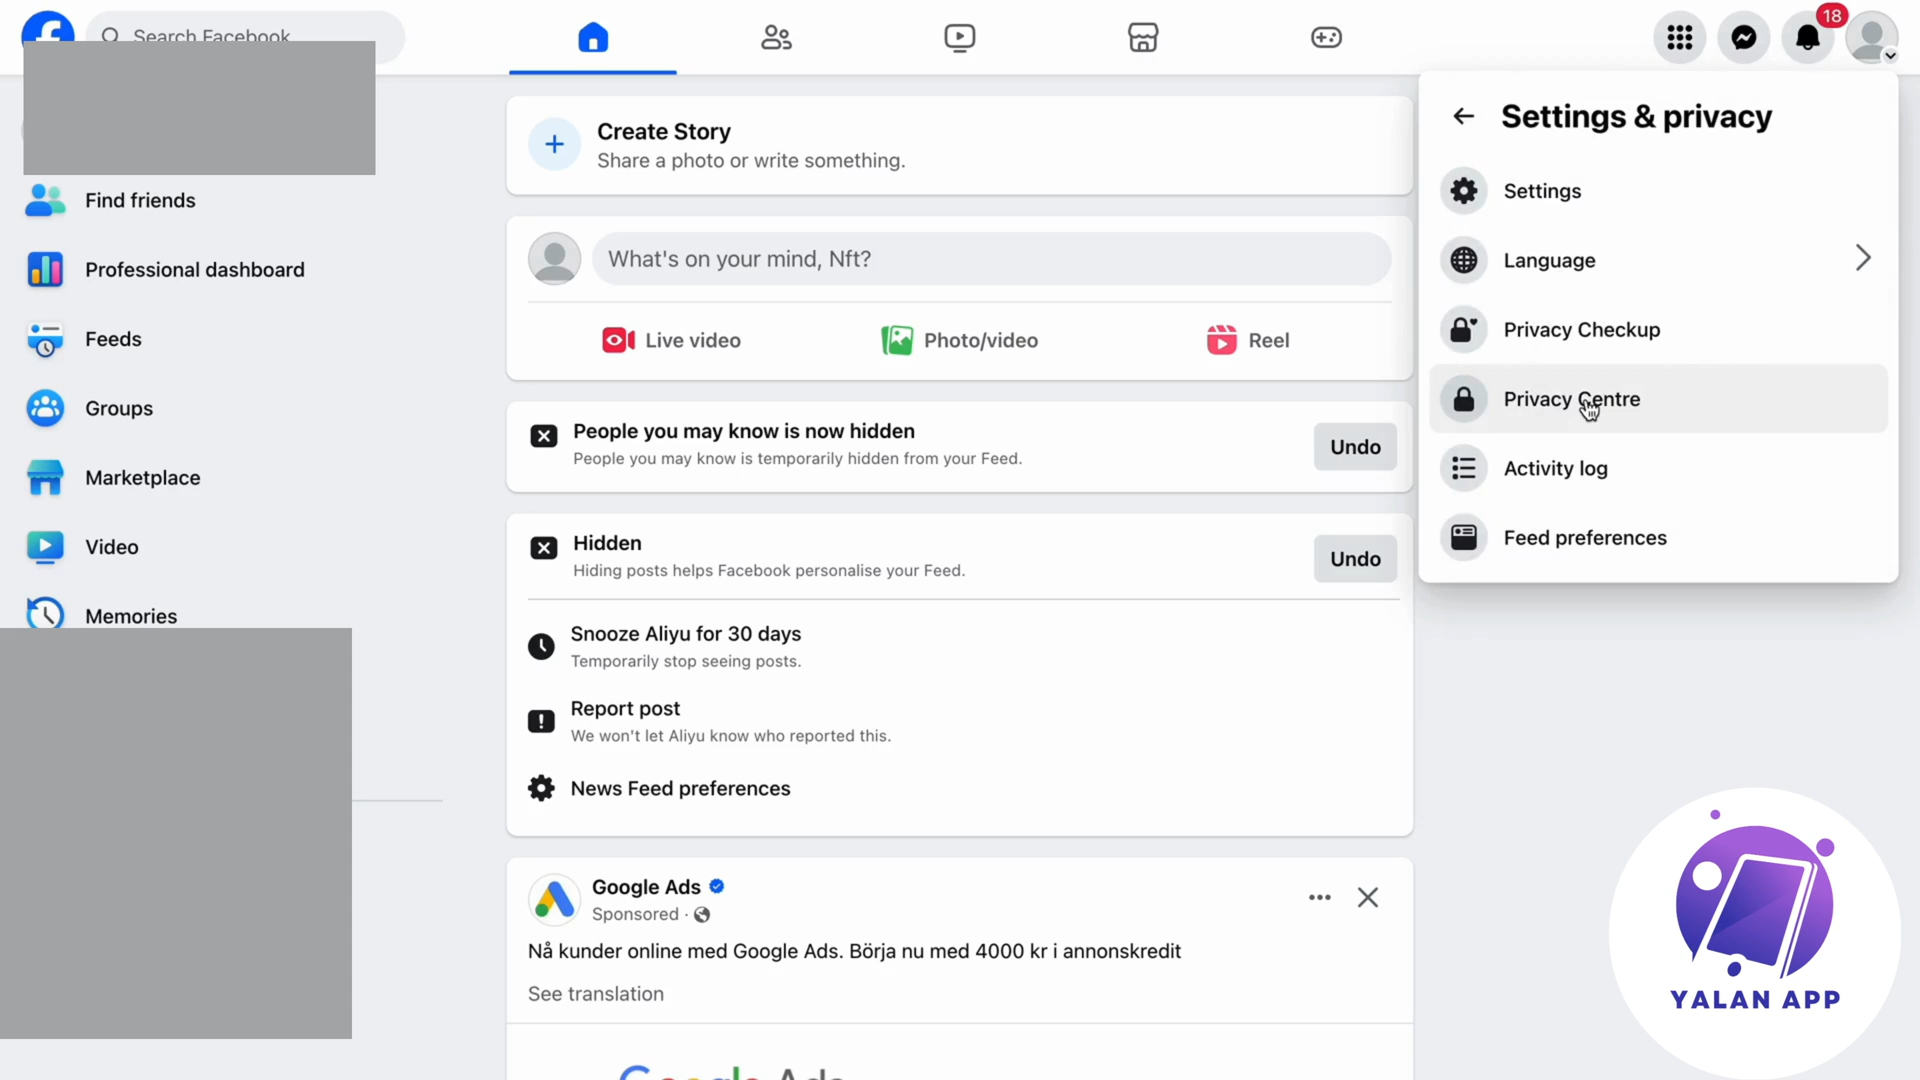 Search Facebook
18
Find friends
Professional dashboard
Feeds
Groups
Marketplace
Video
Memories
Create Story
Share a photo or write something.
What's on your mind, Nft?
Live video
Photo/video
Reel
People you may know is now hidden
People you may know is temporarily hidden from your Feed.
Undo
Hidden
Hiding posts helps Facebook personalise your Feed.
Undo
Snooze Aliyu for 30 days
Temporarily stop seeing posts.
Report post
We won't let Aliyu know who reported this.
News Feed preferences
Google Ads
Sponsored ·
Nå kunder online med Google Ads. Börja nu med 4000 kr i annonskredit
See translation
Google Ads
Settings & privacy
Settings
Language
Privacy Checkup
Privacy Centre
Activity log
Feed preferences
YALAN APP